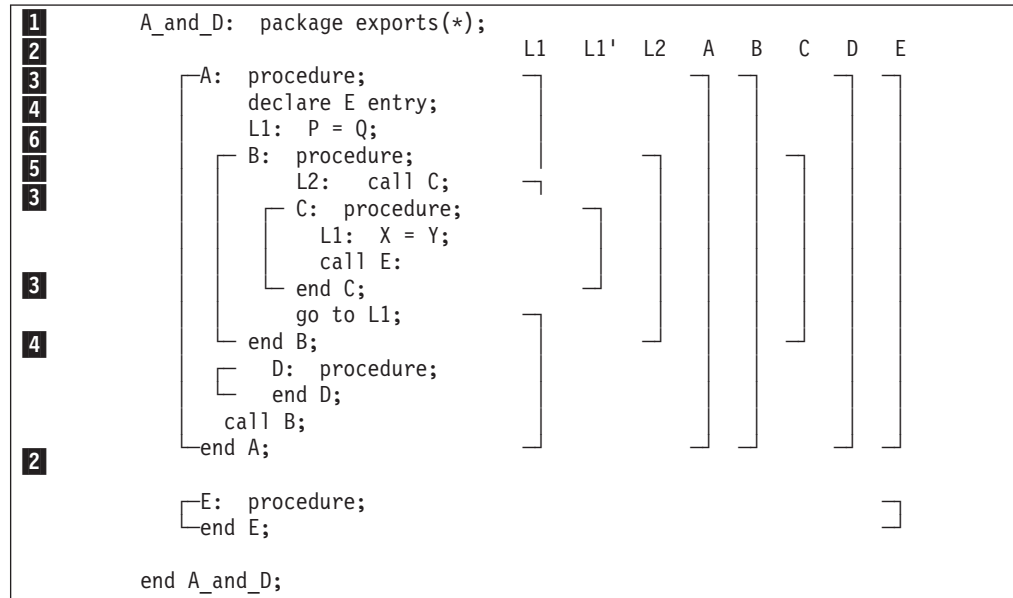 1 A_and_D: package exports(*);
2 L1 L1' L2 A B C D E
3 A: procedure;
4 declare E entry;
6 L1: P = Q;
5 B: procedure;
3 L2: call C;
C: procedure;
L1: X = Y;
call E:
3 end C;
go to L1;
4 end B;
D: procedure;
end D;
call B;
end A;
2
E: procedure;
end E;
end A_and_D;